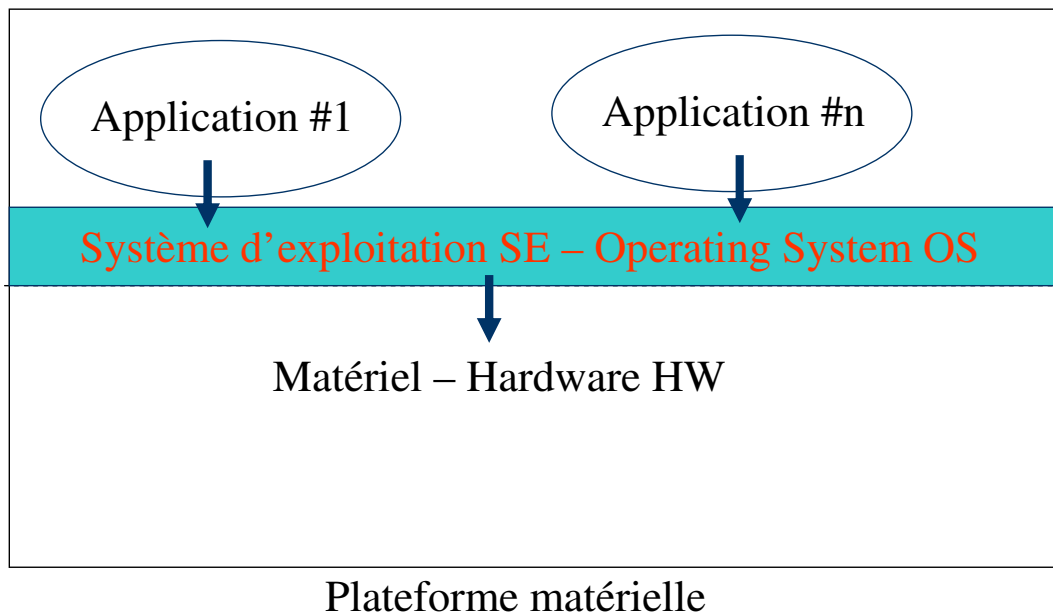 Application #1
Application #n
Système d'exploitation SE – Operating System OS
Matériel – Hardware HW
Plateforme matérielle